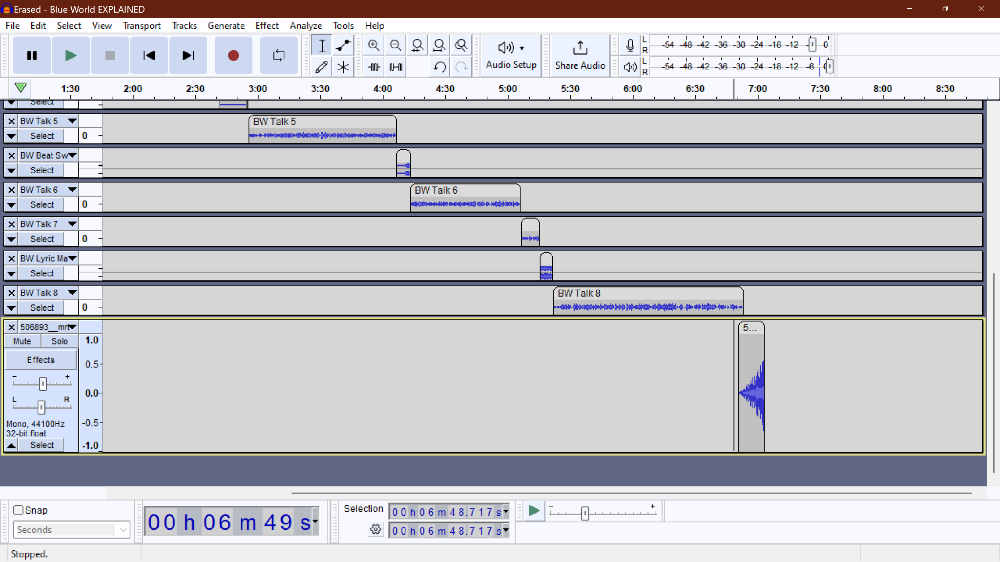 Erased - Blue World EXPLAINED
File Edit Select View Transport Tracks Generate Effect Analyze Tools Help
Audio Setup
Share Audio
L R -54 -48 -42 -36 -30 -24 -18 -12 0
L R -54 -48 -42 -36 -30 -24 -18 -12 -6
1:30 2:00 2:30 3:00 3:30 4:00 4:30 5:00 5:30 6:00 6:30 7:00 7:30 8:00 8:30
Select
BW Talk 5 BW Talk 5
Select 0
BW Beat Sw
Select
BW Talk 6 BW Talk 6
Select 0
BW Talk 7
Select 0
BW Lyric Ma
Select
BW Talk 8 BW Talk 8
Select 0
506893__mrt 5...
Mute Solo 1.0
Effects 0.5
- +
0.0
L R
Mono, 44100Hz -0.5
32-bit float
Select -1.0
Snap
Seconds
00 h 06 m 49 s
Selection 00 h 06 m 48.717 s
00 h 06 m 48.717 s
- +
Stopped.